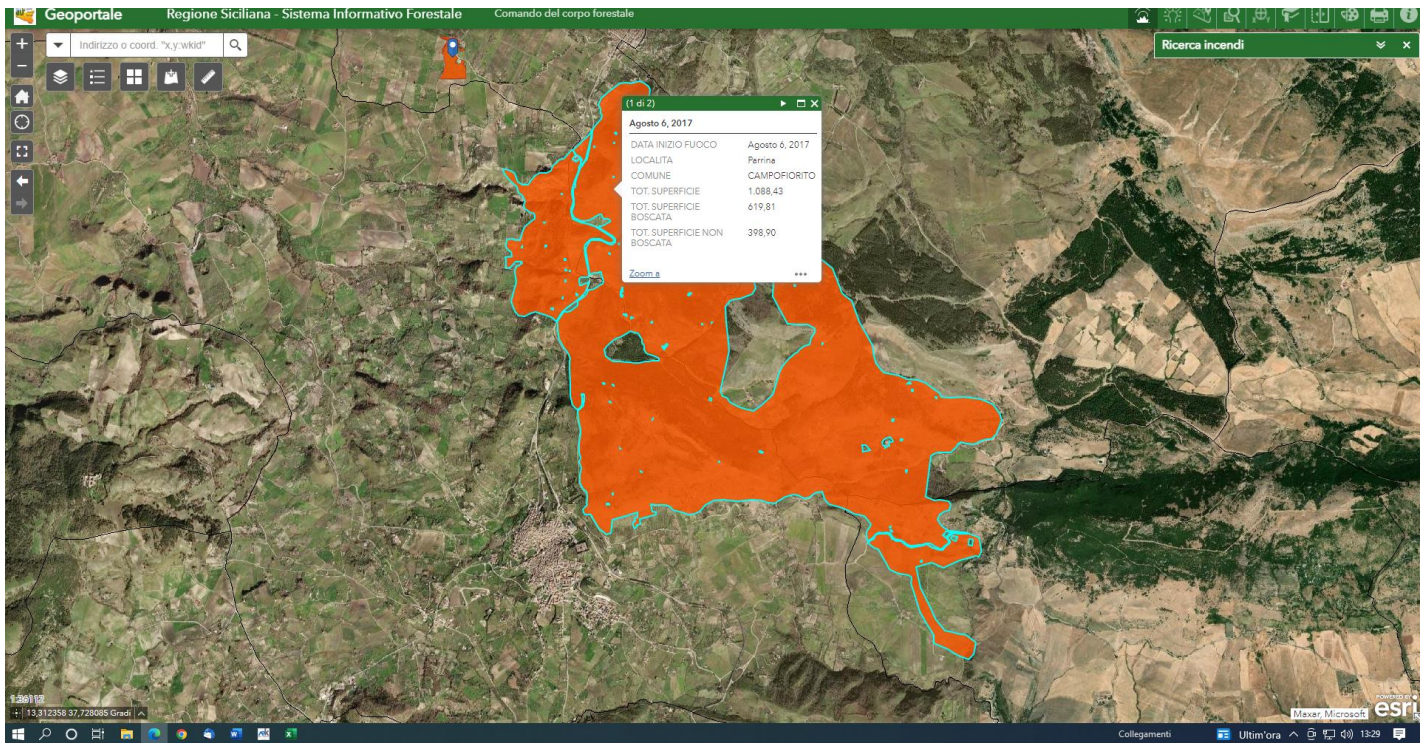 Geoportale Regione Siciliana - Sistema Informativo Forestale Comando del corpo forestale
Indirizzo o coord. "x,y:wkid"
Ricerca incendi
(1 di 2)
Agosto 6, 2017
DATA INIZIO FUOCO Agosto 6, 2017
LOCALITA Parrina
COMUNE CAMPOFIORITO
TOT. SUPERFICIE 1.088,43
TOT. SUPERFICIE BOSCATA 619,81
TOT. SUPERFICIE NON BOSCATA 398,90
Zoom a
13,312358 37,728085 Gradi
Maxar, Microsoft
POWERED BY
esri
Collegamenti
Ultim'ora
13:29